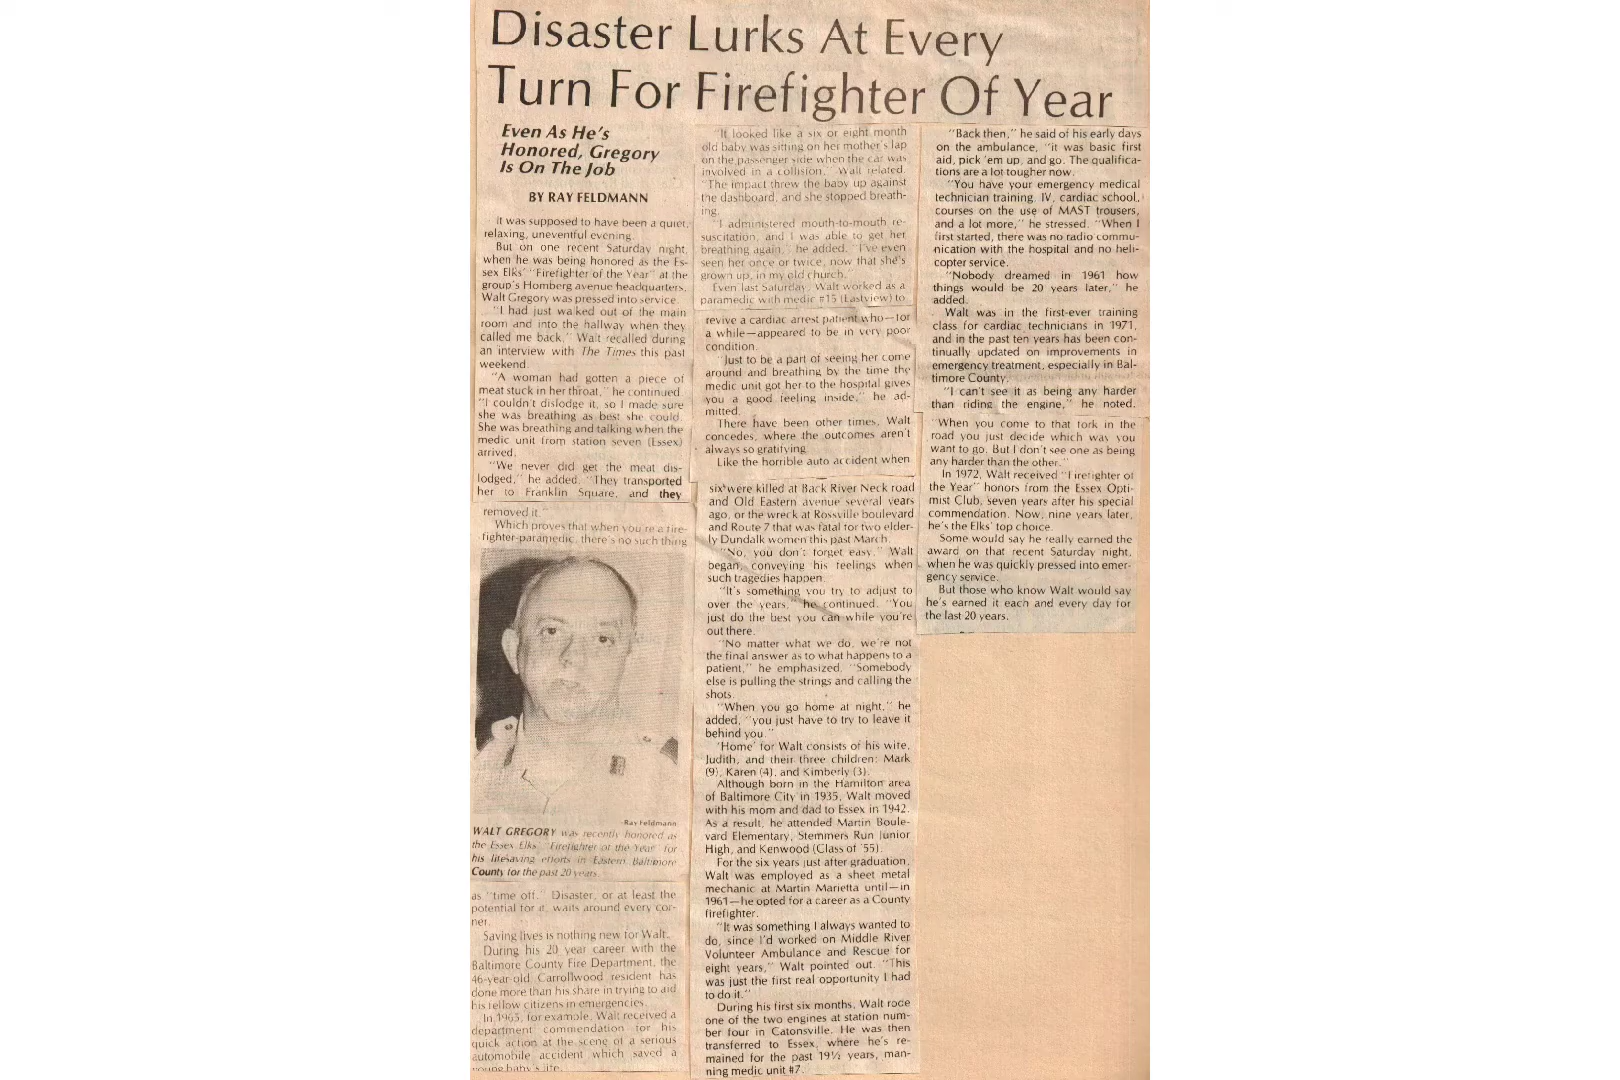 Disaster Lurks At Every
Turn For Firefighter Of Year
Even As He's
Honored, Gregory
Is On The Job
BY RAY FELDMANN
It was supposed to have been a quiet,
relaxing, uneventful evening.
But on one recent Saturday night,
when he was being honored as the Es-
sex Elks' "Firefighter of the Year" at the
group's Homberg avenue headquarters,
Walt Gregory was pressed into service.
"I had just walked out of the main
room and into the hallway when they
called me back," Walt recalled during
an interview with The Times this past
weekend.
"A woman had gotten a piece of
meat stuck in her throat," he continued.
"I couldn't dislodge it, so I made sure
she was breathing as best she could.
She was breathing and talking when the
medic unit from station seven (Essex)
arrived.
"We never did get the meat dis-
lodged," he added. "They transported
her to Franklin Square, and they
removed it."
Which proves that when you're a fire-
fighter-paramedic, there's no such thing
Ray Feldmann
WALT GREGORY was recently honored as
the Essex Elks' 'Firefighter of the Year' for
his lifesaving efforts in Eastern Baltimore
County for the past 20 years.
as "time off." Disaster, or at least the
potential for it, waits around every cor-
ner.
Saving lives is nothing new for Walt.
During his 20 year career with the
Baltimore County Fire Department, the
46-year-old Carrollwood resident has
done more than his share in trying to aid
his fellow citizens in emergencies.
In 1965, for example, Walt received a
department commendation for his
quick action at the scene of a serious
automobile accident which saved a
young baby's life.
"It looked like a six or eight month
old baby was sitting on her mother's lap
on the passenger side when the car was
involved in a collision," Walt related.
"The impact threw the baby up against
the dashboard, and she stopped breath-
ing.
"I administered mouth-to-mouth re-
suscitation, and I was able to get her
breathing again," he added. "I've even
seen her once or twice, now that she's
grown up, in my old church."
Even last Saturday, Walt worked as a
paramedic with medic #15 (Eastview) to
revive a cardiac arrest patient who—for
a while—appeared to be in very poor
condition.
"Just to be a part of seeing her come
around and breathing by the time the
medic unit got her to the hospital gives
you a good feeling inside," he ad-
mitted.
There have been other times, Walt
concedes, where the outcomes aren't
always so gratifying.
Like the horrible auto accident when
six were killed at Back River Neck road
and Old Eastern avenue several years
ago, or the wreck at Rossville boulevard
and Route 7 that was fatal for two elder-
ly Dundalk women this past March.
"No, you don't forget easy," Walt
began, conveying his feelings when
such tragedies happen.
"It's something you try to adjust to
over the years," he continued. "You
just do the best you can while you're
out there.
"No matter what we do, we're not
the final answer as to what happens to a
patient," he emphasized. "Somebody
else is pulling the strings and calling the
shots.
"When you go home at night," he
added, "you just have to try to leave it
behind you."
'Home' for Walt consists of his wife,
Judith, and their three children: Mark
(9), Karen (4), and Kimberly (3).
Although born in the Hamilton area
of Baltimore City in 1935, Walt moved
with his mom and dad to Essex in 1942.
As a result, he attended Martin Boule-
vard Elementary, Stemmers Run Junior
High, and Kenwood (Class of '55).
For the six years just after graduation,
Walt was employed as a sheet metal
mechanic at Martin Marietta until—in
1961—he opted for a career as a County
firefighter.
"It was something I always wanted to
do, since I'd worked on Middle River
Volunteer Ambulance and Rescue for
eight years," Walt pointed out. "This
was just the first real opportunity I had
to do it."
During his first six months, Walt rode
one of the two engines at station num-
ber four in Catonsville. He was then
transferred to Essex, where he's re-
mained for the past 19½ years, man-
ning medic unit #7.
"Back then," he said of his early days
on the ambulance, "it was basic first
aid, pick 'em up, and go. The qualifica-
tions are a lot tougher now.
"You have your emergency medical
technician training, IV, cardiac school,
courses on the use of MAST trousers,
and a lot more," he stressed. "When I
first started, there was no radio commu-
nication with the hospital and no heli-
copter service.
"Nobody dreamed in 1961 how
things would be 20 years later," he
added.
Walt was in the first-ever training
class for cardiac technicians in 1971,
and in the past ten years has been con-
tinually updated on improvements in
emergency treatment, especially in Bal-
timore County.
"I can't see it as being any harder
than riding the engine," he noted.
When you come to that fork in the
road you just decide which was you
want to go. But I don't see one as being
any harder than the other."
In 1972, Walt received "Firefighter of
the Year" honors from the Essex Opti-
mist Club, seven years after his special
commendation. Now, nine years later,
he's the Elks' top choice.
Some would say he really earned the
award on that recent Saturday night,
when he was quickly pressed into emer-
gency service.
But those who know Walt would say
he's earned it each and every day for
the last 20 years.